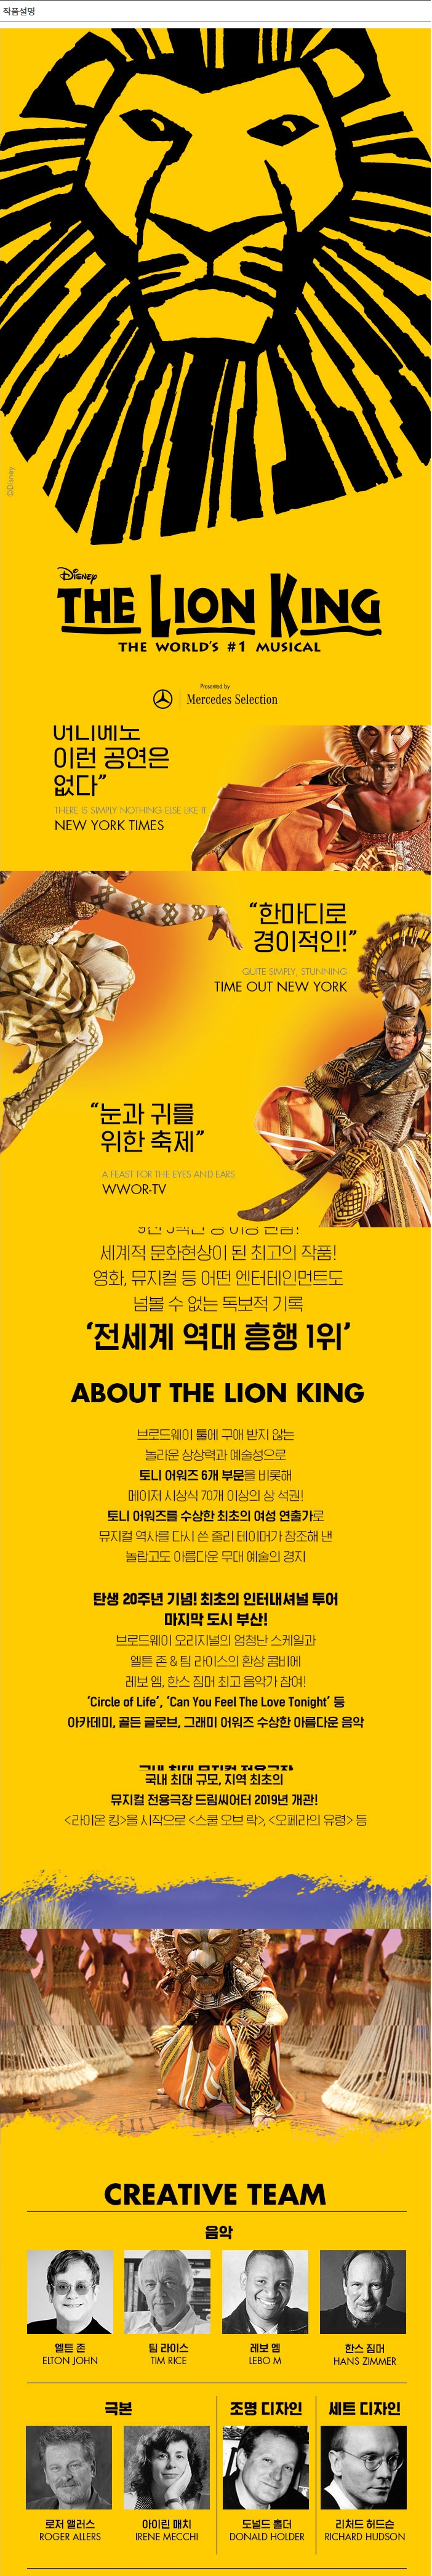 작품설명
©Disney
DISNEY
THE LION KING
THE WORLD'S #1 MUSICAL
Presented by
Mercedes Selection
어디에도
이런 공연은
없다”
THERE IS SIMPLY NOTHING ELSE LIKE IT
NEW YORK TIMES
“한마디로
경이적인!”
QUITE SIMPLY, STUNNING
TIME OUT NEW YORK
“눈과 귀를
위한 축제”
A FEAST FOR THE EYES AND EARS
WWOR-TV
세계적 문화현상이 된 최고의 작품!
영화, 뮤지컬 등 어떤 엔터테인먼트도
넘볼 수 없는 독보적 기록
‘전세계 역대 흥행 1위’
ABOUT THE LION KING
브로드웨이 툴에 구애 받지 않는
놀라운 상상력과 예술성으로
토니 어워즈 6개 부문을 비롯해
메이저 시상식 70개 이상의 상 석권!
토니 어워즈를 수상한 최초의 여성 연출가로
뮤지컬 역사를 다시 쓴 줄리 테이머가 창조해 낸
놀랍고도 아름다운 무대 예술의 경지
탄생 20주년 기념! 최초의 인터내셔널 투어
마지막 도시 부산!
브로드웨이 오리지널의 엄청난 스케일과
엘튼 존 & 팀 라이스의 환상 콤비에
레보 엠, 한스 짐머 최고 음악가 참여!
‘Circle of Life’, ‘Can You Feel The Love Tonight’ 등
아카데미, 골든 글로브, 그래미 어워즈 수상한 아름다운 음악
국내 최대 규모, 지역 최초의
뮤지컬 전용극장 드림씨어터 2019년 개관!
<라이온 킹>을 시작으로 <스쿨 오브 락>, <오페라의 유령> 등
CREATIVE TEAM
음악
엘튼 존 팀 라이스 레보 엠 한스 짐머
ELTON JOHN TIM RICE LEBO M HANS ZIMMER
극본 조명 디자인 세트 디자인
로저 앨러스 아이린 매치 도널드 홀더 리처드 허드슨
ROGER ALLERS IRENE MECCHI DONALD HOLDER RICHARD HUDSON